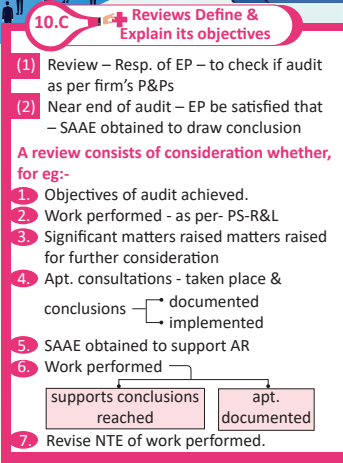 10.C
Reviews Define &
Explain its objectives
(1) Review – Resp. of EP – to check if audit
as per firm's P&Ps
(2) Near end of audit – EP be satisfied that
– SAAE obtained to draw conclusion
A review consists of consideration whether,
for eg:-
1. Objectives of audit achieved.
2. Work performed - as per- PS-R&L
3. Significant matters raised matters raised
for further consideration
4. Apt. consultations - taken place &
conclusions
documented
implemented
5. SAAE obtained to support AR
6. Work performed
supports conclusions
reached
apt.
documented
7. Revise NTE of work performed.